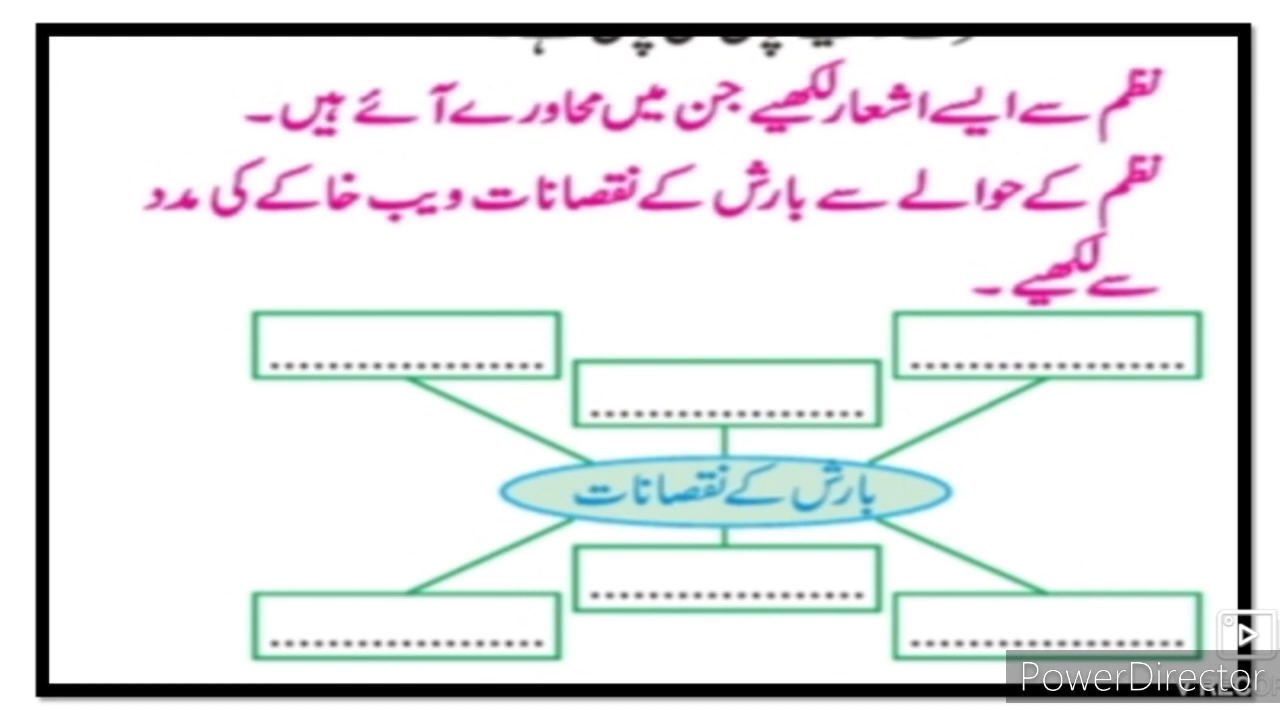 نظم سے ایسے اشعار لکھیے جن میں محاورے آئے ہیں۔
نظم کے حوالے سے بارش کے نقصانات ویب خاکے کی مدد
سے لکھیے۔
بارش کے نقصانات
PowerDirector